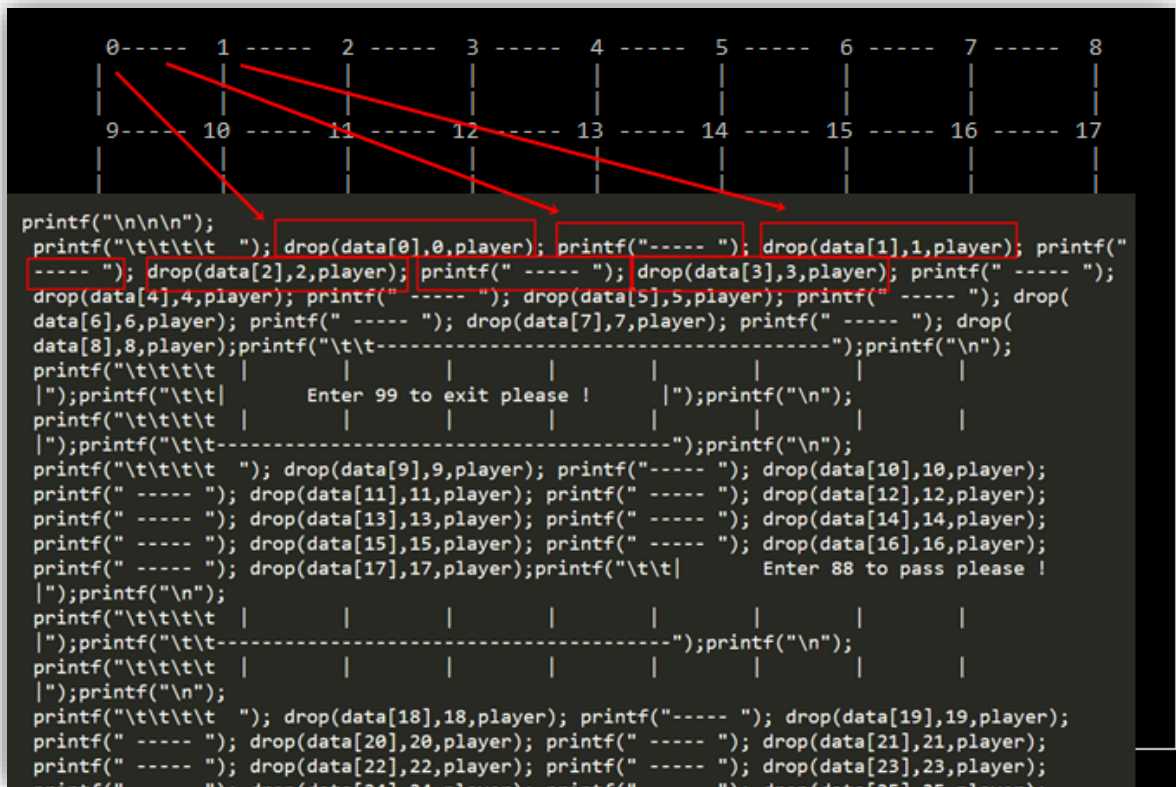 0----- 1 ----- 2 ----- 3 ----- 4 ----- 5 ----- 6 ----- 7 ----- 8
| | | | | | | | |
| | | | | | | | |
9----- 10 ----- 11 ----- 12 ----- 13 ----- 14 ----- 15 ----- 16 ----- 17
| | | | | | | | |
| | | | | | | | |
printf("\n\n\n");
printf("\t\t\t\t  "); drop(data[0],0,player); printf("----- "); drop(data[1],1,player); printf("
----- "); drop(data[2],2,player); printf(" ----- "); drop(data[3],3,player); printf(" ----- ");
drop(data[4],4,player); printf(" ----- "); drop(data[5],5,player); printf(" ----- "); drop(
data[6],6,player); printf(" ----- "); drop(data[7],7,player); printf(" ----- "); drop(
data[8],8,player);printf("\t\t-------------------------------------");printf("\n");
printf("\t\t\t\t  |         |         |         |         |         |         |         |
|");printf("\t\t|        Enter 99 to exit please !       |");printf("\n");
printf("\t\t\t\t  |         |         |         |         |         |         |         |
|");printf("\t\t-------------------------------------");printf("\n");
printf("\t\t\t\t  "); drop(data[9],9,player); printf("----- "); drop(data[10],10,player);
printf(" ----- "); drop(data[11],11,player); printf(" ----- "); drop(data[12],12,player);
printf(" ----- "); drop(data[13],13,player); printf(" ----- "); drop(data[14],14,player);
printf(" ----- "); drop(data[15],15,player); printf(" ----- "); drop(data[16],16,player);
printf(" ----- "); drop(data[17],17,player);printf("\t\t|        Enter 88 to pass please !
|");printf("\n");
printf("\t\t\t\t  |         |         |         |         |         |         |         |
|");printf("\t\t-------------------------------------");printf("\n");
printf("\t\t\t\t  |         |         |         |         |         |         |         |
|");printf("\n");
printf("\t\t\t\t  "); drop(data[18],18,player); printf("----- "); drop(data[19],19,player);
printf(" ----- "); drop(data[20],20,player); printf(" ----- "); drop(data[21],21,player);
printf(" ----- "); drop(data[22],22,player); printf(" ----- "); drop(data[23],23,player);